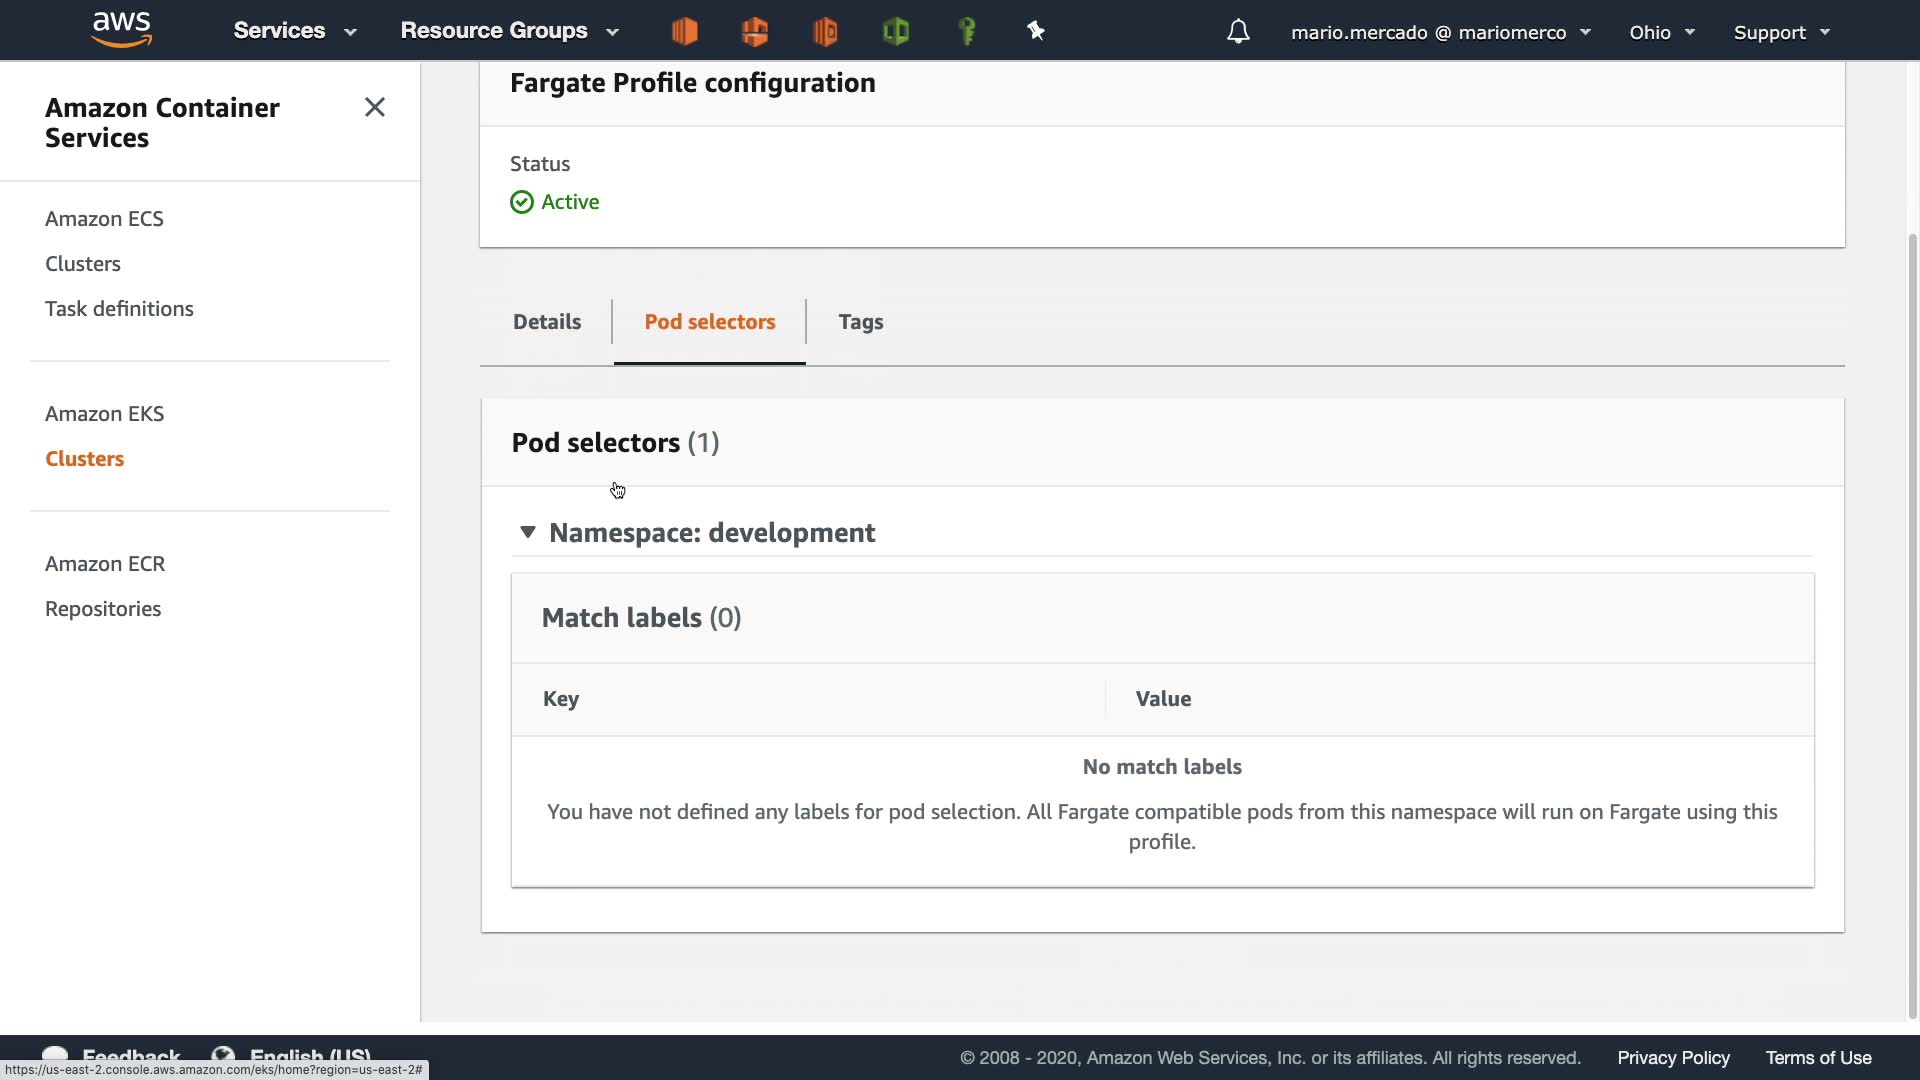 aws
Services
Resource Groups
mario.mercado @ mariomerco
Ohio
Support
Amazon Container
Services
Amazon ECS
Clusters
Task definitions
Amazon EKS
Clusters
Amazon ECR
Repositories
Fargate Profile configuration
Status
Active
Details
Pod selectors
Tags
Pod selectors (1)
Namespace: development
Match labels (0)
Key
Value
No match labels
You have not defined any labels for pod selection. All Fargate compatible pods from this namespace will run on Fargate using this
profile.
Feedback
English (US)
© 2008 - 2020, Amazon Web Services, Inc. or its affiliates. All rights reserved.
Privacy Policy
Terms of Use
https://us-east-2.console.aws.amazon.com/eks/home?region=us-east-2#